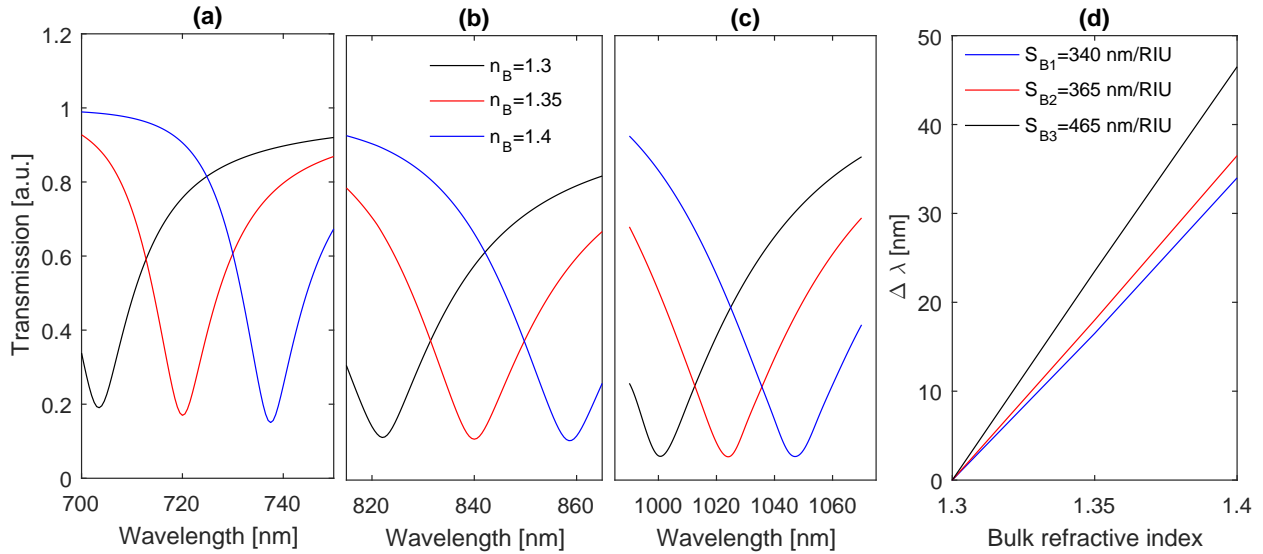 (a)
(b)
(c)
(d)
Transmission [a.u.]
1.2
1
0.8
0.6
0.4
0.2
0
700
720
740
Wavelength [nm]
n_B=1.3
n_B=1.35
n_B=1.4
820
840
860
Wavelength [nm]
1000
1020
1040
1060
Wavelength [nm]
Δ λ [nm]
50
40
30
20
10
0
S_B1=340 nm/RIU
S_B2=365 nm/RIU
S_B3=465 nm/RIU
1.3
1.35
1.4
Bulk refractive index